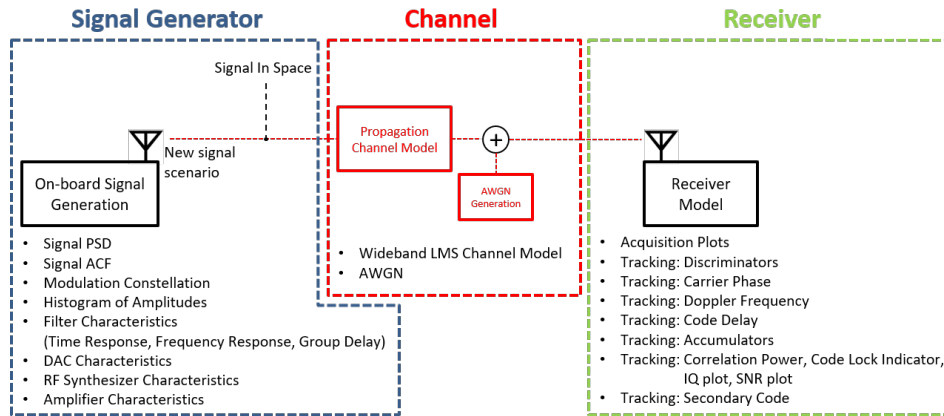 Signal Generator
Signal In Space
New signal
scenario
On-board Signal
Generation
• Signal PSD
• Signal ACF
• Modulation Constellation
• Histogram of Amplitudes
• Filter Characteristics
(Time Response, Frequency Response, Group Delay)
• DAC Characteristics
• RF Synthesizer Characteristics
• Amplifier Characteristics
Channel
Propagation
Channel Model
+
AWGN
Generation
• Wideband LMS Channel Model
• AWGN
Receiver
Receiver
Model
• Acquisition Plots
• Tracking: Discriminators
• Tracking: Carrier Phase
• Tracking: Doppler Frequency
• Tracking: Code Delay
• Tracking: Accumulators
• Tracking: Correlation Power, Code Lock Indicator,
IQ plot, SNR plot
• Tracking: Secondary Code